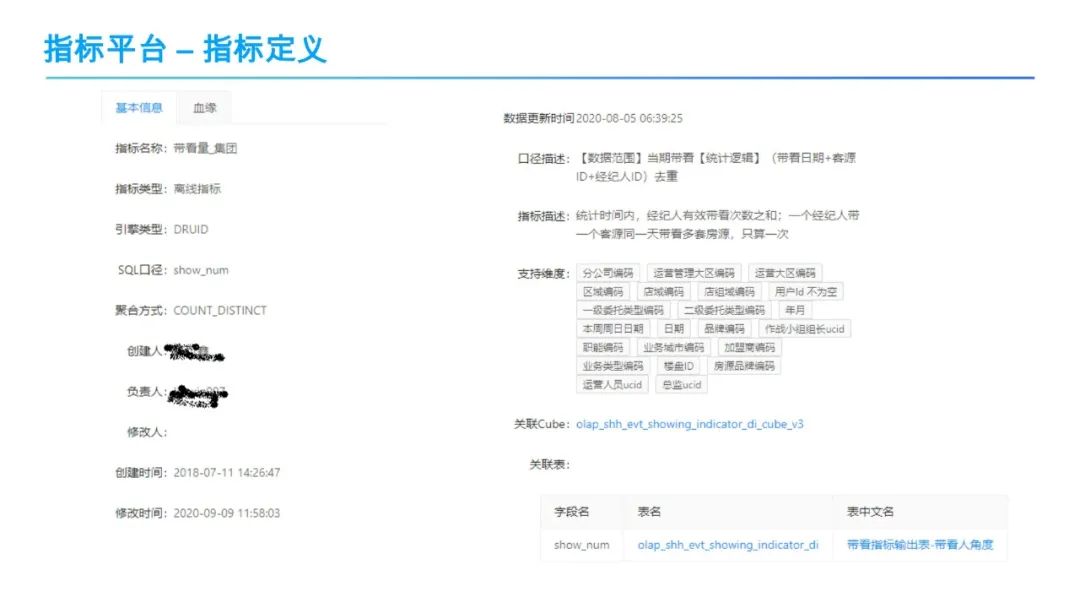 指标平台 – 指标定义
基本信息 血缘
指标名称: 带看量_集团
指标类型: 离线指标
引擎类型: DRUID
SQL口径: show_num
聚合方式: COUNT_DISTINCT
创建人:
负责人:
修改人:
创建时间: 2018-07-11 14:26:47
修改时间: 2020-09-09 11:58:03
数据更新时间 2020-08-05 06:39:25
口径描述: 【数据范围】当期带看【统计逻辑】（带看日期+客源
ID+经纪人ID）去重
指标描述: 统计时间内，经纪人有效带看次数之和；一个经纪人带
一个客源同一天带看多套房源，只算一次
支持维度: 分公司编码 运营管理大区编码 运营大区编码
区域编码 店域编码 店组域编码 用户Id 不为空
一级委托类型编码 二级委托类型编码 年月
本周周日日期 日期 品牌编码 作战小组组长ucid
职能编码 业务城市编码 加盟商编码
业务类型编码 楼盘ID 房源品牌编码
运营人员ucid 总监ucid
关联Cube: olap_shh_evt_showing_indicator_di_cube_v3
关联表:
字段名 表名 表中文名
show_num olap_shh_evt_showing_indicator_di 带看指标输出表-带看人角度